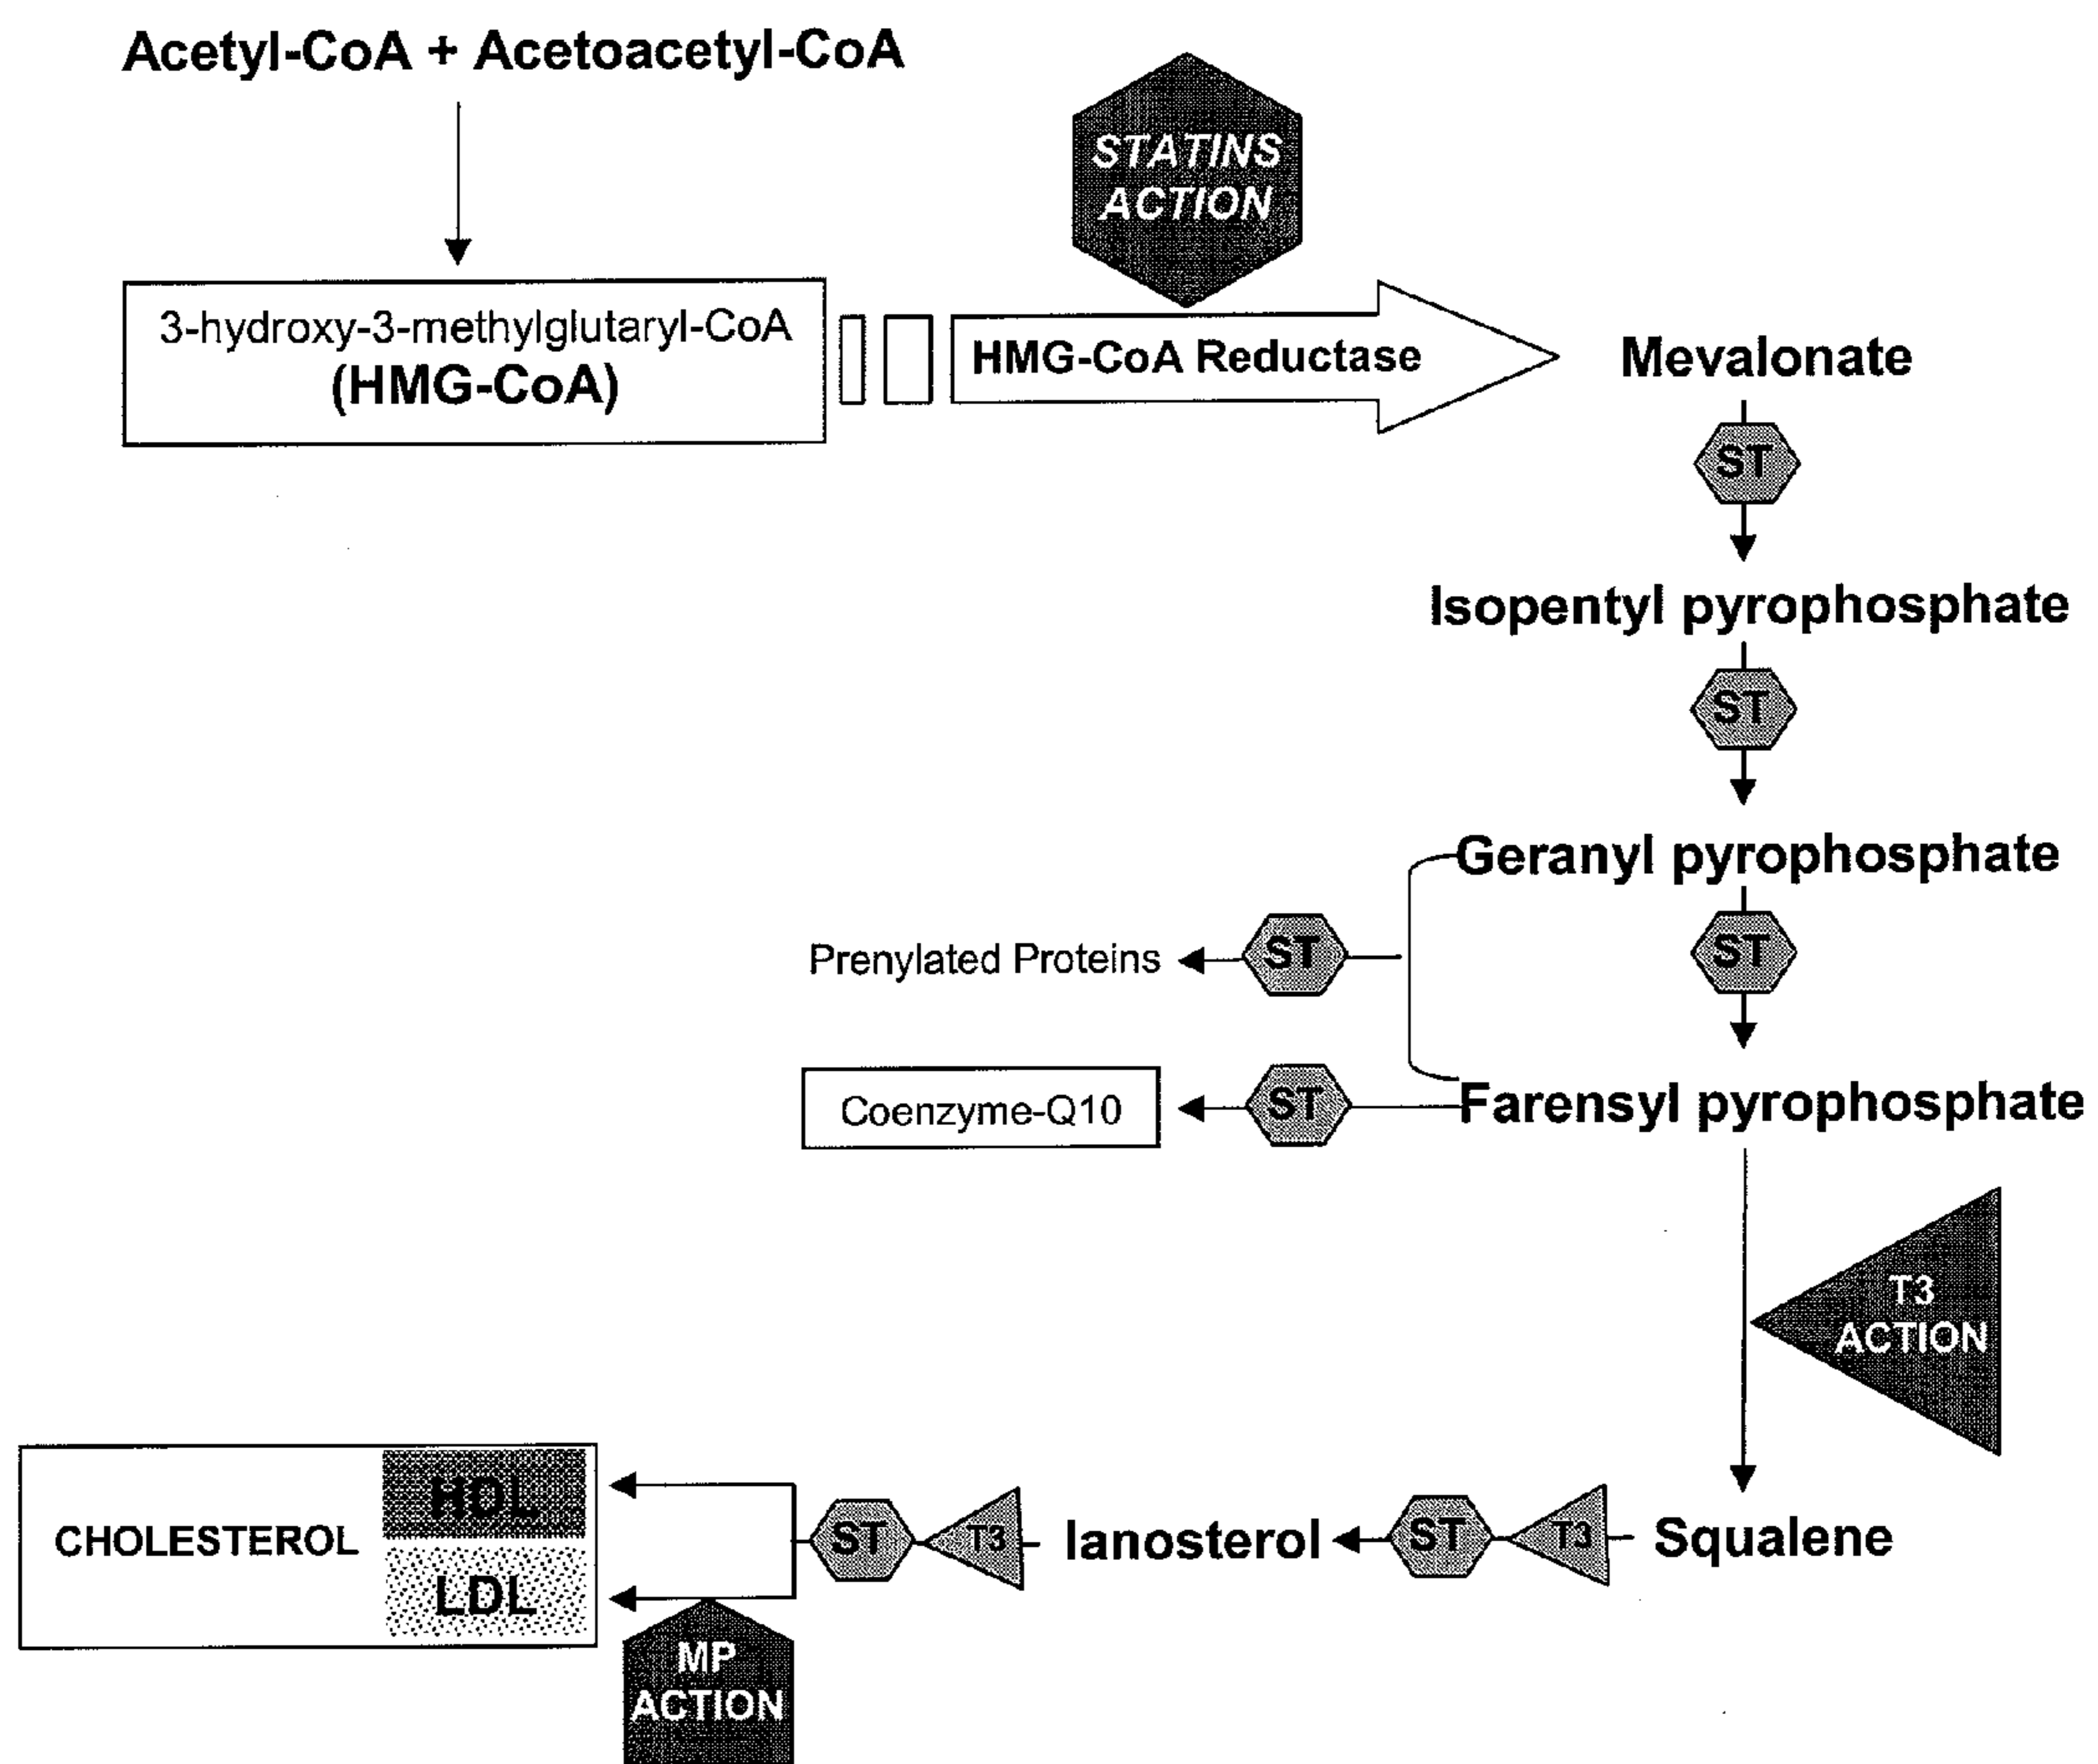 Acetyl-CoA + Acetoacetyl-CoA
STATINS
ACTION
3-hydroxy-3-methylglutaryl-CoA
(HMG-CoA)
HMG-CoA Reductase
Mevalonate
ST
Isopentyl pyrophosphate
ST
Geranyl pyrophosphate
Prenylated Proteins
ST
ST
Coenzyme-Q10
ST
Farensyl pyrophosphate
T3
ACTION
CHOLESTEROL
HDL
LDL
ST
T3
lanosterol
ST
T3
Squalene
MP
ACTION